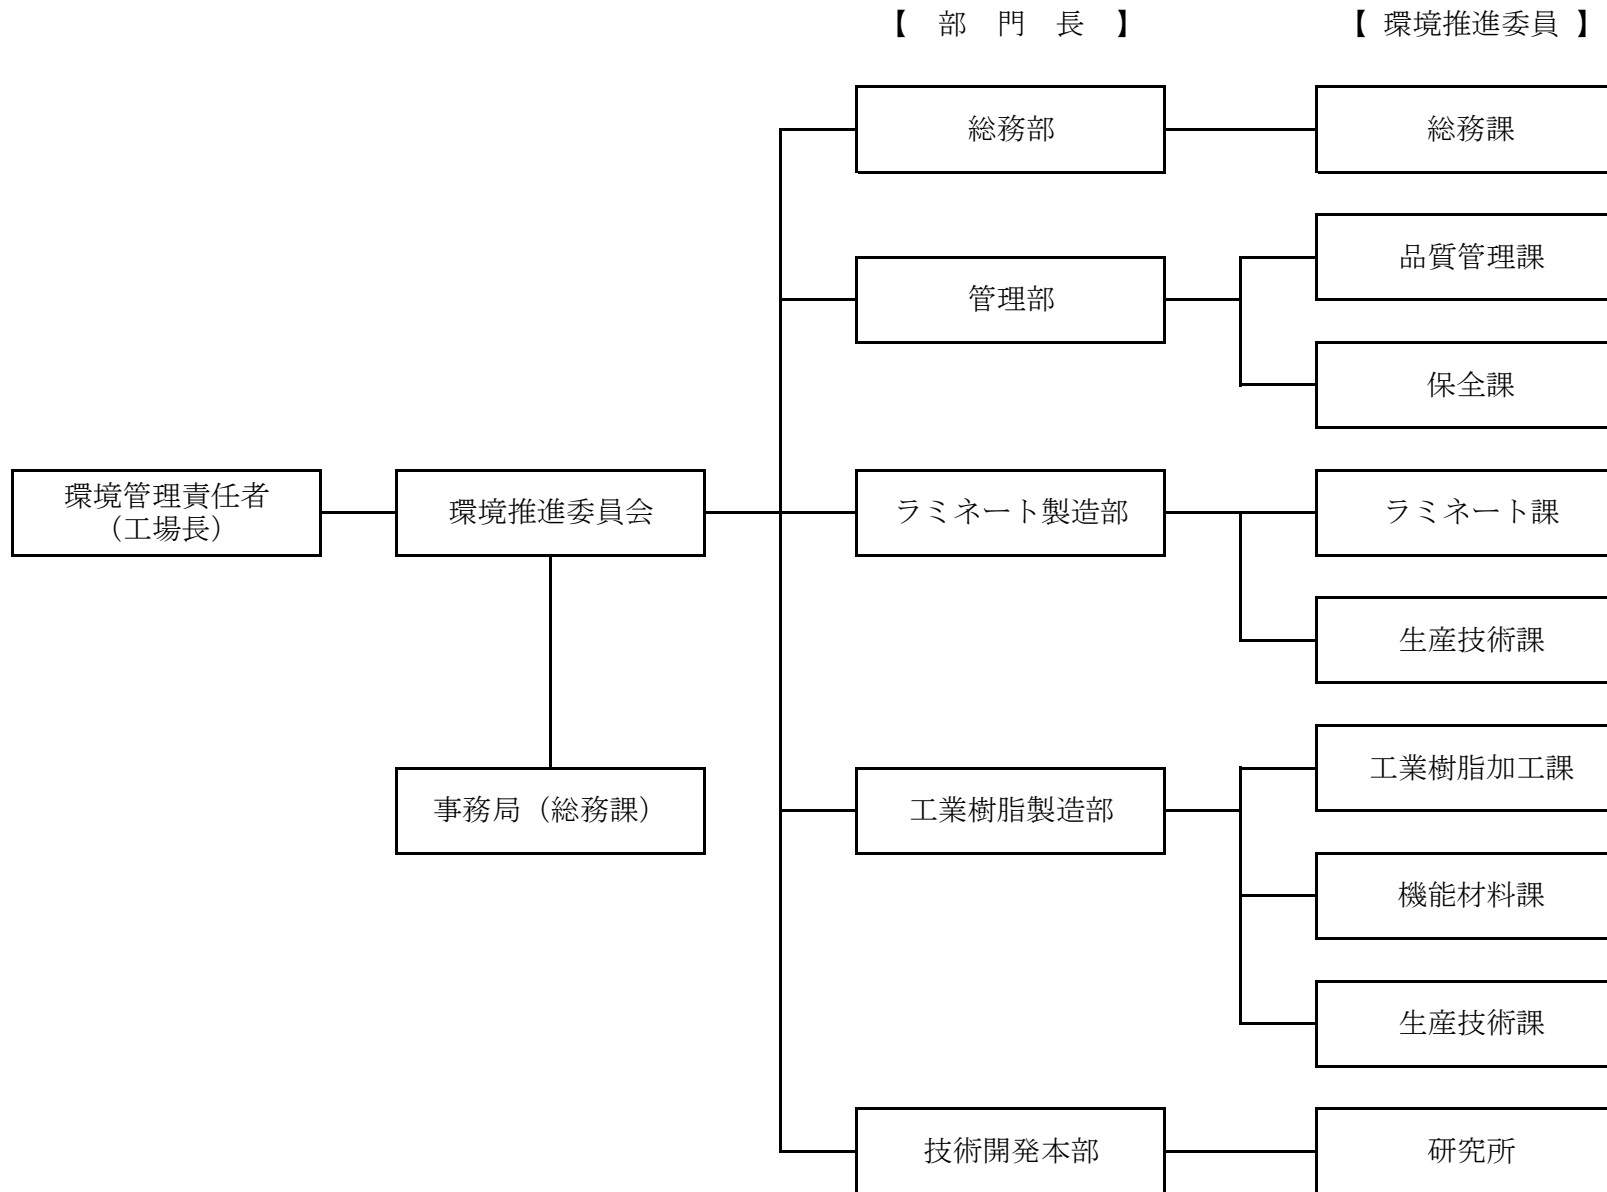 【　部　門　長　】
【 環境推進委員 】
総務部
総務課
品質管理課
管理部
保全課
環境管理責任者
（工場長）
環境推進委員会
ラミネート製造部
ラミネート課
生産技術課
工業樹脂加工課
事務局（総務課）
工業樹脂製造部
機能材料課
生産技術課
技術開発本部
研究所